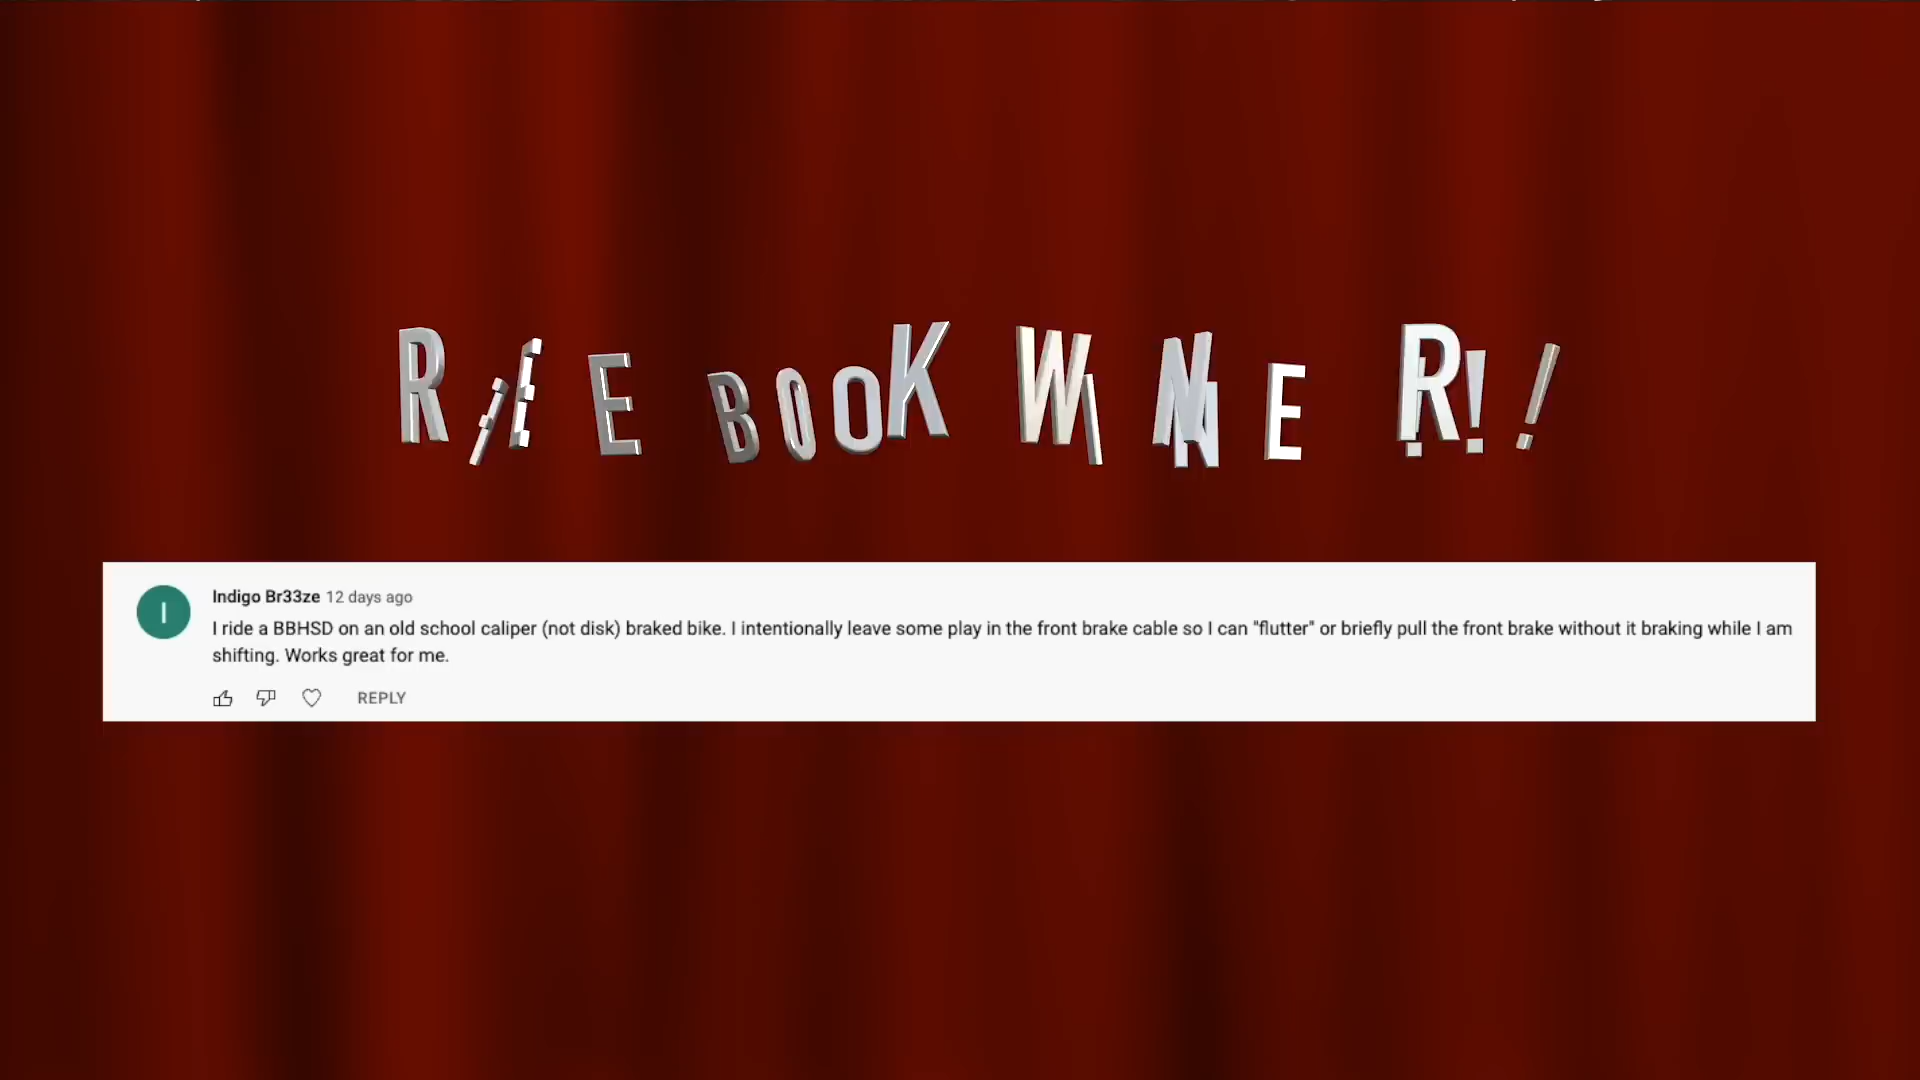 FREE BOOK WINNER!!!
Indigo Br33ze 12 days ago
I ride a BBHSD on an old school caliper (not disk) braked bike. I intentionally leave some play in the front brake cable so I can "flutter" or briefly pull the front brake without it braking while I am
shifting. Works great for me.
REPLY